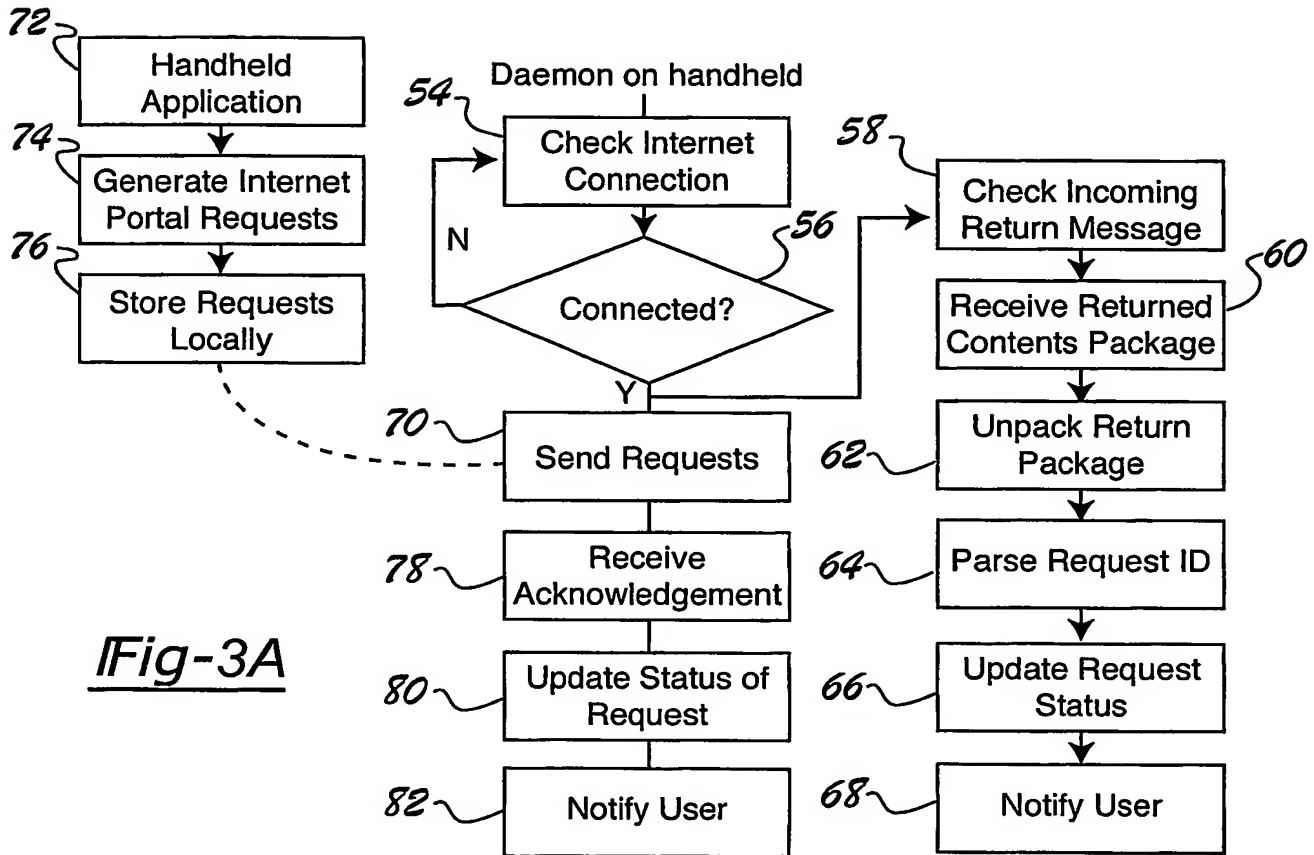 72
Handheld
Application
74
Generate Internet
Portal Requests
76
Store Requests
Locally
Daemon on handheld
54
Check Internet
Connection
56
N
Connected?
Y
70
Send Requests
78
Receive
Acknowledgement
80
Update Status of
Request
82
Notify User
58
Check Incoming
Return Message
60
Receive Returned
Contents Package
62
Unpack Return
Package
64
Parse Request ID
66
Update Request
Status
68
Notify User
Fig-3A